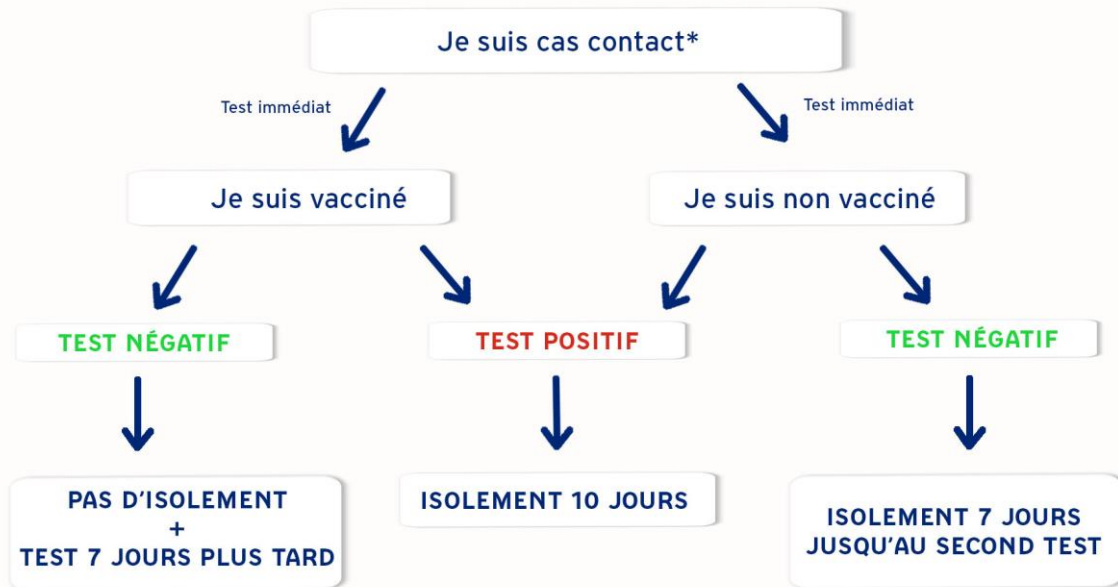 Je suis cas contact*
Test immédiat
Test immédiat
Je suis vacciné
Je suis non vacciné
TEST NÉGATIF
TEST POSITIF
TEST NÉGATIF
PAS D'ISOLEMENT
+
TEST 7 JOURS PLUS TARD
ISOLEMENT 10 JOURS
ISOLEMENT 7 JOURS
JUSQU'AU SECOND TEST